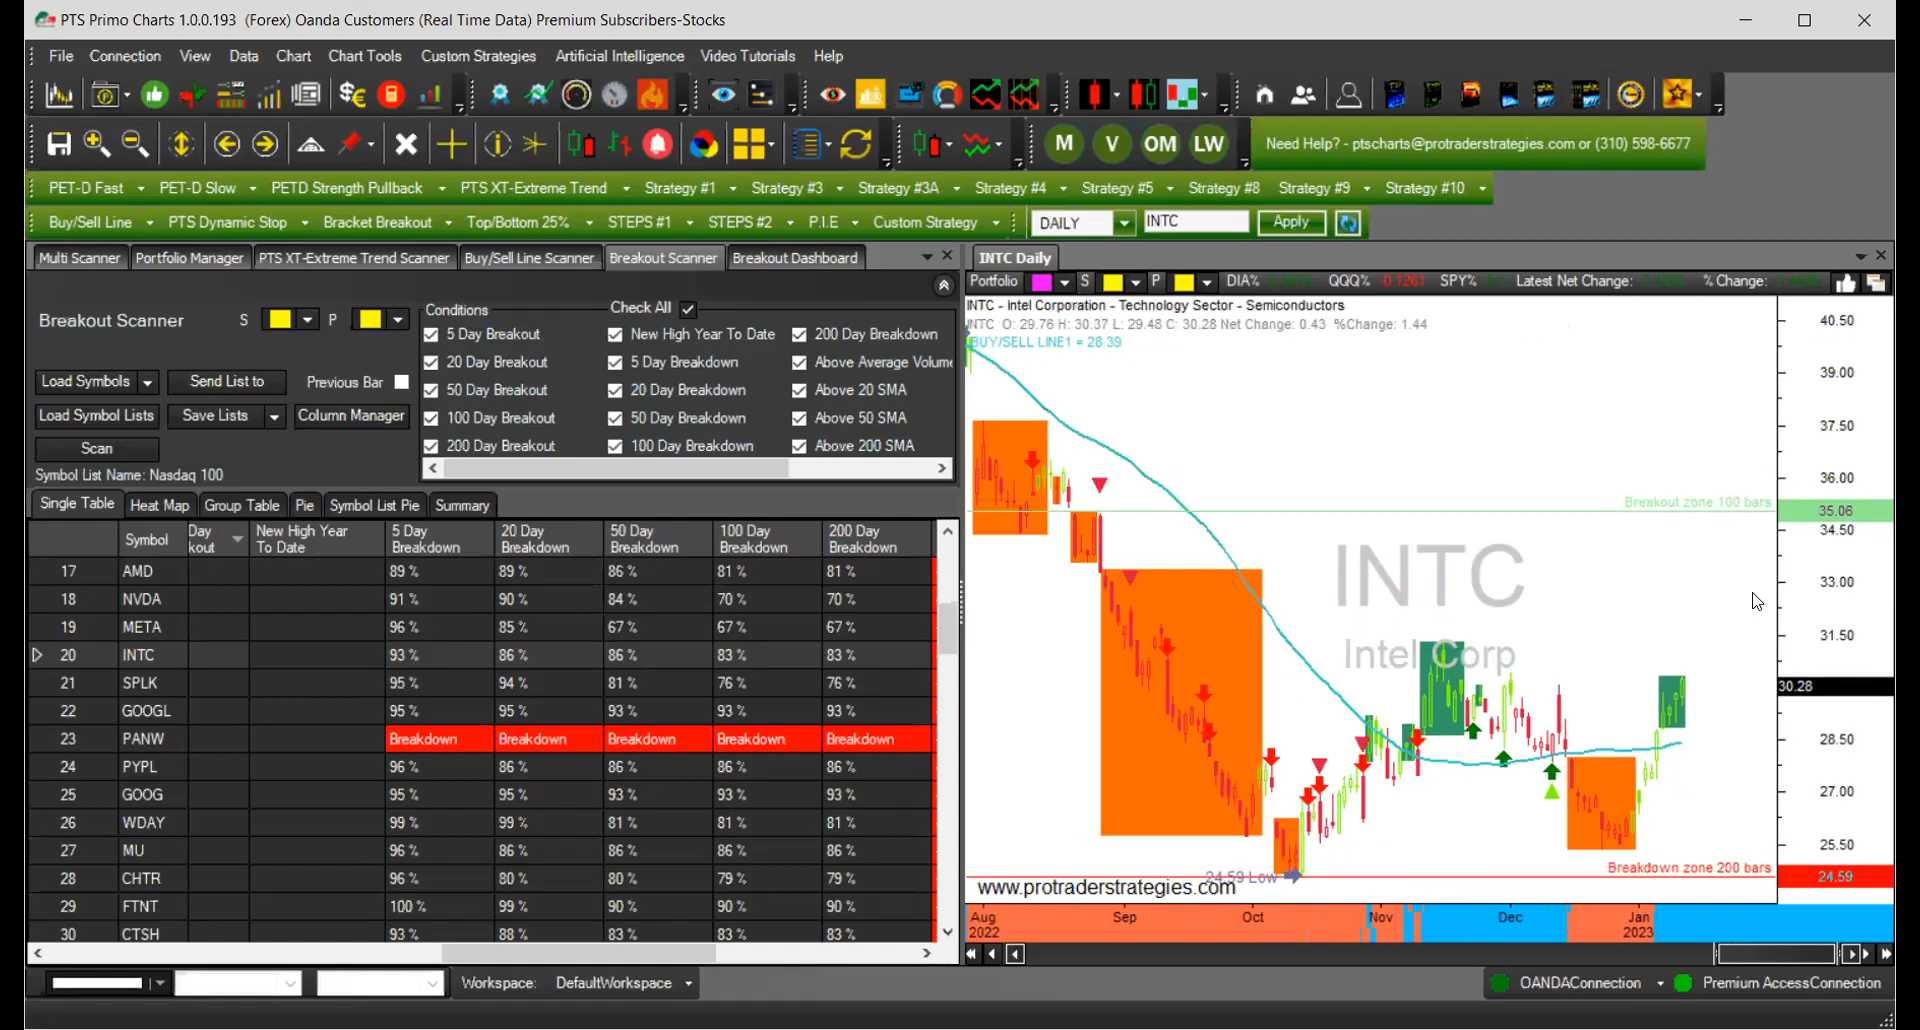 PTS Primo Charts 1.0.0.193 (Forex) Oanda Customers (Real Time Data) Premium Subscribers-Stocks
File Connection View Data Chart Chart Tools Custom Strategies Artificial Intelligence Video Tutorials Help
M V OM LW Need Help? - ptscharts@protraderstrategies.com or (310) 598-6677
PET-D Fast PET-D Slow PETD Strength Pullback PTS XT-Extreme Trend Strategy #1 Strategy #3 Strategy #3A Strategy #4 Strategy #5 Strategy #8 Strategy #9 Strategy #10
Buy/Sell Line PTS Dynamic Stop Bracket Breakout Top/Bottom 25% STEPS #1 STEPS #2 P.I.E Custom Strategy DAILY INTC Apply
Multi Scanner Portfolio Manager PTS XT-Extreme Trend Scanner Buy/Sell Line Scanner Breakout Scanner Breakout Dashboard
Breakout Scanner S P
Load Symbols Send List to Previous Bar
Load Symbol Lists Save Lists Column Manager
Scan
Symbol List Name: Nasdaq 100
Conditions Check All
5 Day Breakout New High Year To Date 200 Day Breakdown
20 Day Breakout 5 Day Breakdown Above Average Volume
50 Day Breakout 20 Day Breakdown Above 20 SMA
100 Day Breakout 50 Day Breakdown Above 50 SMA
200 Day Breakout 100 Day Breakdown Above 200 SMA
Single Table Heat Map Group Table Pie Symbol List Pie Summary
Symbol Day kout New High Year To Date 5 Day Breakdown 20 Day Breakdown 50 Day Breakdown 100 Day Breakdown 200 Day Breakdown
17 AMD 89 % 89 % 86 % 81 % 81 %
18 NVDA 91 % 90 % 84 % 70 % 70 %
19 META 96 % 85 % 67 % 67 % 67 %
20 INTC 93 % 86 % 86 % 83 % 83 %
21 SPLK 95 % 94 % 81 % 76 % 76 %
22 GOOGL 95 % 95 % 93 % 93 % 93 %
23 PANW Breakdown Breakdown Breakdown Breakdown Breakdown
24 PYPL 96 % 86 % 86 % 86 % 86 %
25 GOOG 95 % 95 % 93 % 93 % 93 %
26 WDAY 99 % 99 % 81 % 81 % 81 %
27 MU 96 % 86 % 86 % 86 % 86 %
28 CHTR 96 % 80 % 80 % 79 % 79 %
29 FTNT 100 % 99 % 90 % 90 % 90 %
30 CTSH 93 % 88 % 83 % 83 % 83 %
INTC Daily
Portfolio S P DIA% QQQ% -0.1261 SPY% Latest Net Change: % Change:
INTC - Intel Corporation - Technology Sector - Semiconductors
INTC O: 29.76 H: 30.37 L: 29.48 C: 30.28 Net Change: 0.43 %Change: 1.44
BUY/SELL LINE1 = 28.39
40.50
39.00
37.50
36.00
Breakout zone 100 bars 35.06
34.50
INTC
33.00
31.50
Intel Corp
30.28
28.50
27.00
25.50
Breakdown zone 200 bars 24.59
24.59 Low
www.protraderstrategies.com
Aug Sep Oct Nov Dec Jan
2022 2023
Workspace: DefaultWorkspace OANDAConnection Premium AccessConnection